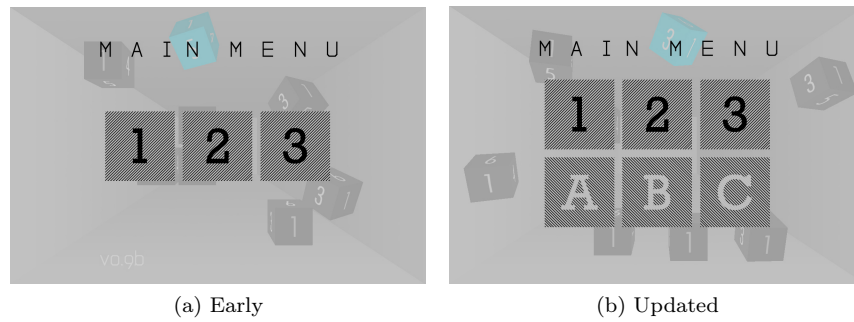 MAIN MENU
1 2 3
v0.9b
(a) Early
MAIN MENU
1 2 3
A B C
(b) Updated